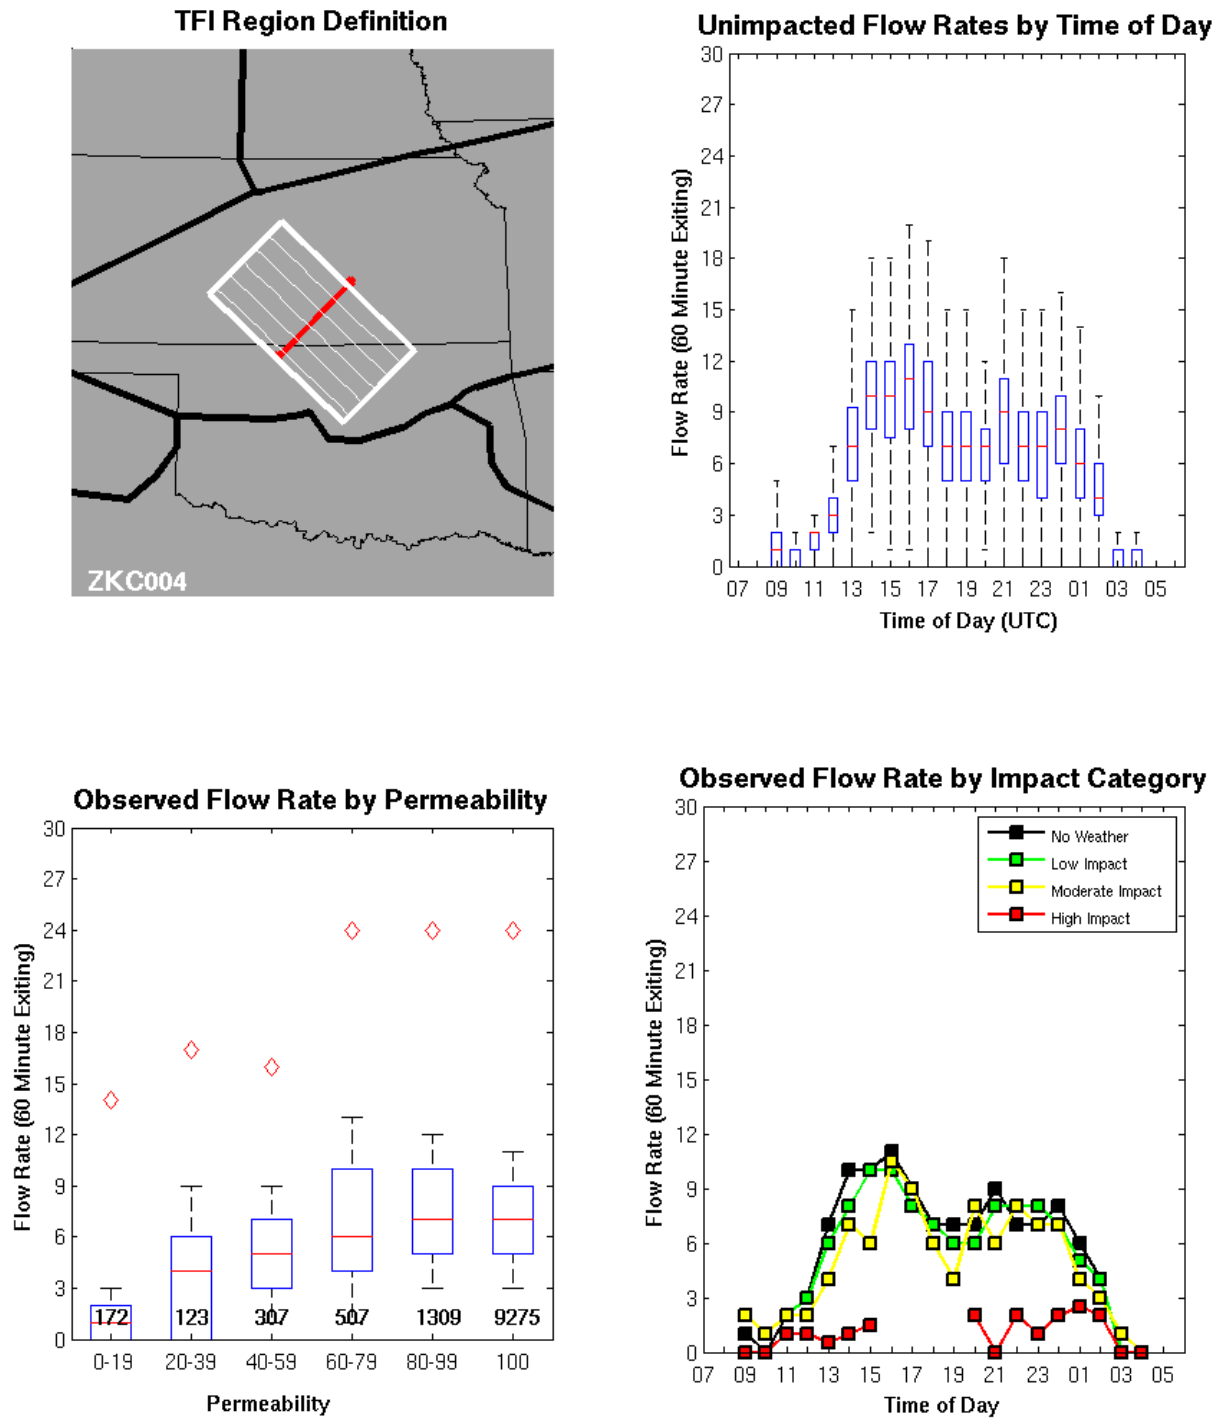 TFI Region Definition
ZKC004
Unimpacted Flow Rates by Time of Day
Flow Rate (60 Minute Exiting)
30
27
24
21
18
15
12
9
6
3
0
07 09 11 13 15 17 19 21 23 01 03 05
Time of Day (UTC)
Observed Flow Rate by Permeability
Flow Rate (60 Minute Exiting)
30
27
24
21
18
15
12
9
6
3
0
172 123 307 507 1309 9275
0-19 20-39 40-59 60-79 80-99 100
Permeability
Observed Flow Rate by Impact Category
Flow Rate (60 Minute Exiting)
30
27
24
21
18
15
12
9
6
3
0
No Weather
Low Impact
Moderate Impact
High Impact
07 09 11 13 15 17 19 21 23 01 03 05
Time of Day